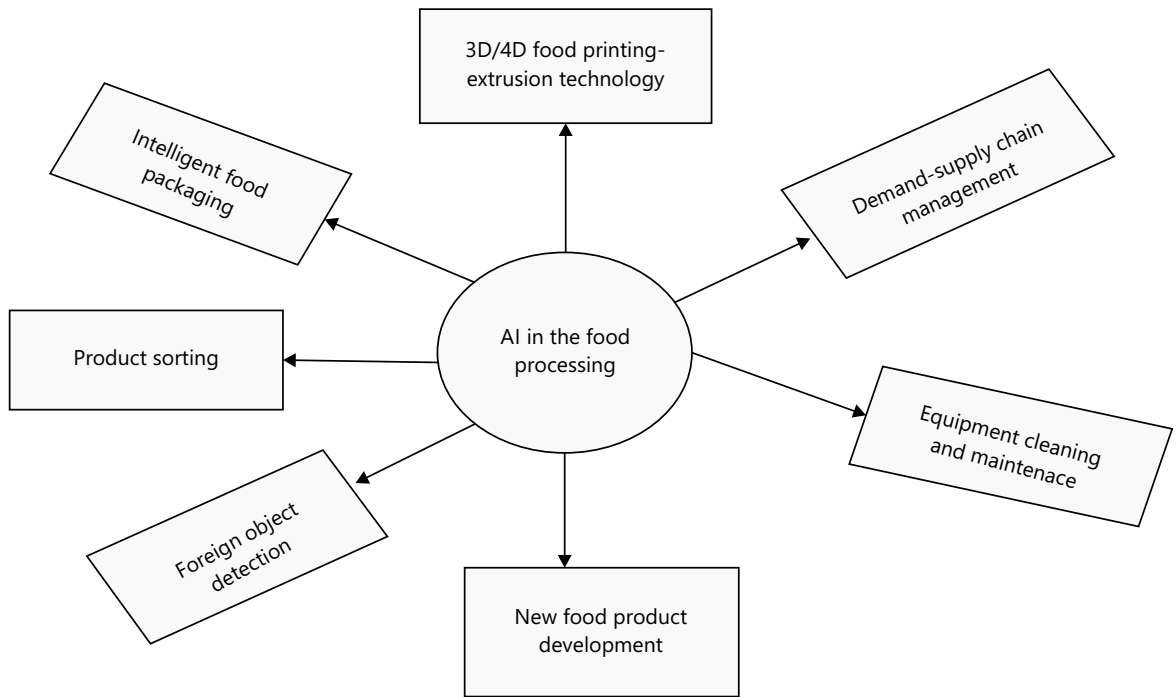 3D/4D food printing-
extrusion technology
Intelligent food
packaging
Demand-supply chain
management
AI in the food
processing
Product sorting
Equipment cleaning
and maintenace
Foreign object
detection
New food product
development